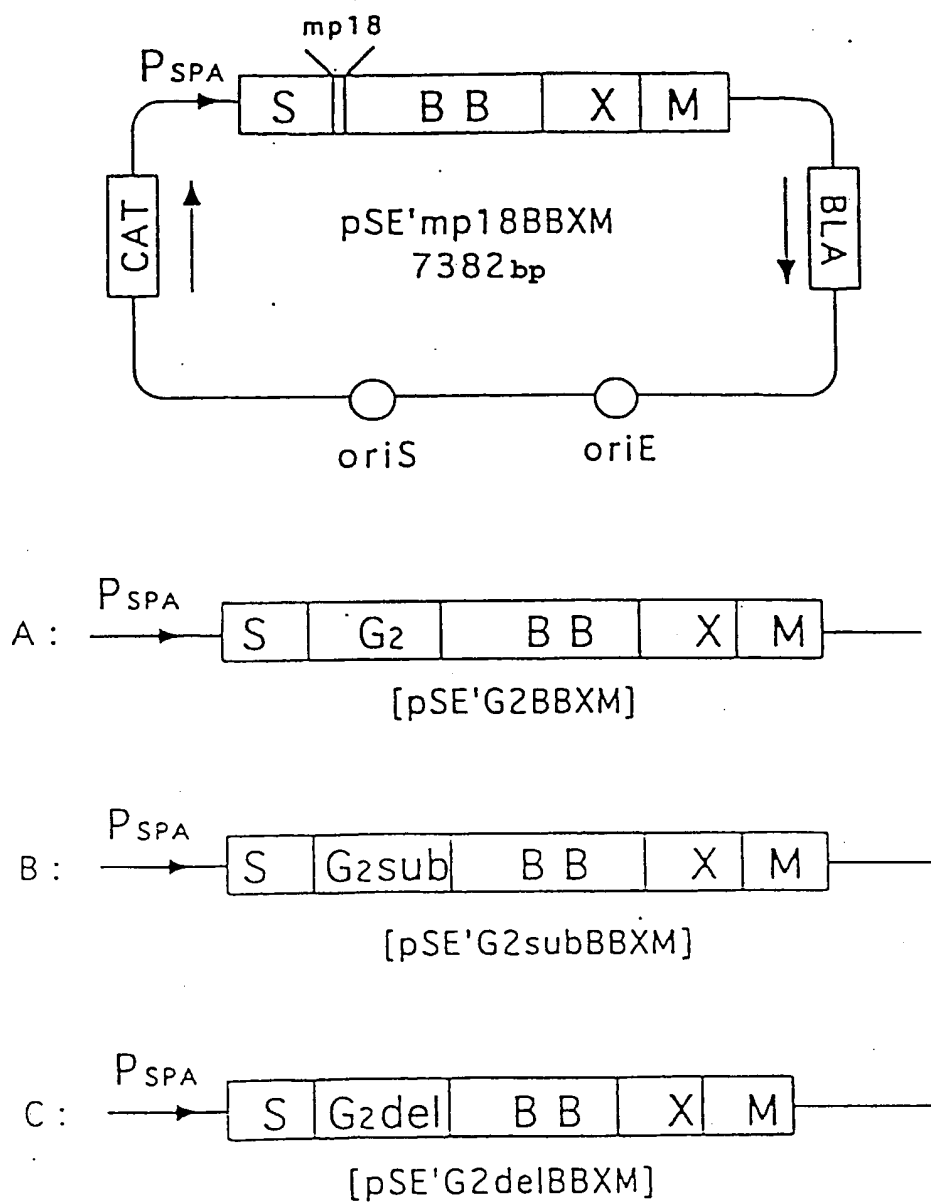 mp18
PSPA
S BB X M
CAT
pSE'mp18BBXM
7382bp
BLA
oriS oriE
PSPA
A: S G2 BB X M
[pSE'G2BBXM]
PSPA
B: S G2sub BB X M
[pSE'G2subBBXM]
PSPA
C: S G2del BB X M
[pSE'G2delBBXM]